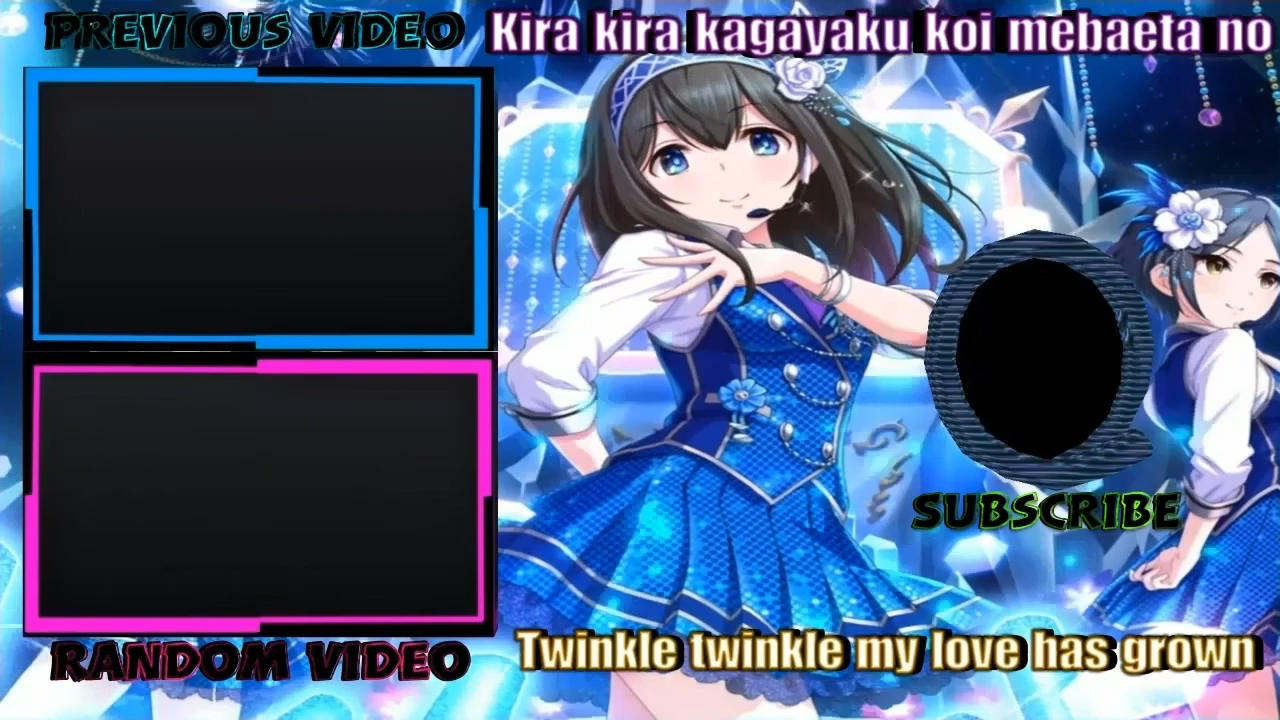 PREVIOUS VIDEO
Kira kira kagayaku koi mebaeta no
SUBSCRIBE
Twinkle twinkle my love has grown
RANDOM VIDEO